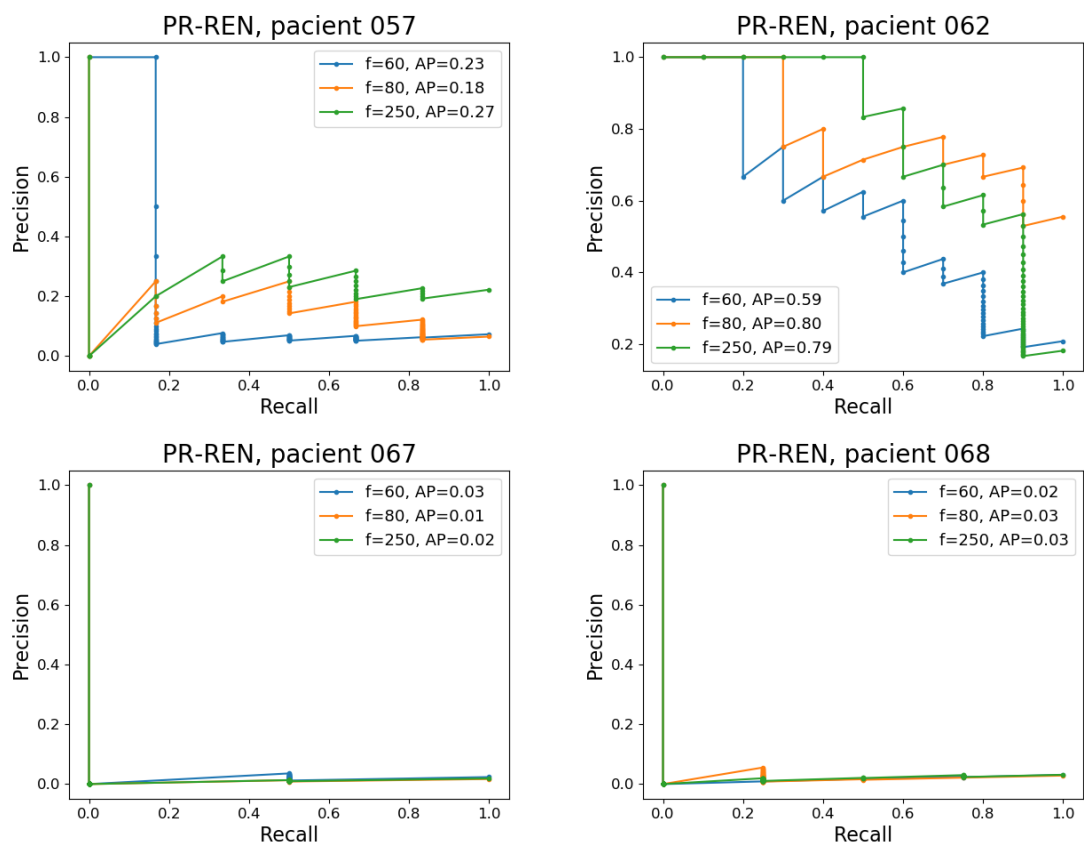 PR-REN, pacient 057
1.0
0.8
0.6
0.4
0.2
0.0
Precision
f=60, AP=0.23
f=80, AP=0.18
f=250, AP=0.27
0.0 0.2 0.4 0.6 0.8 1.0
Recall
PR-REN, pacient 062
1.0
0.8
0.6
0.4
0.2
Precision
f=60, AP=0.59
f=80, AP=0.80
f=250, AP=0.79
0.0 0.2 0.4 0.6 0.8 1.0
Recall
PR-REN, pacient 067
1.0
0.8
0.6
0.4
0.2
0.0
Precision
f=60, AP=0.03
f=80, AP=0.01
f=250, AP=0.02
0.0 0.2 0.4 0.6 0.8 1.0
Recall
PR-REN, pacient 068
1.0
0.8
0.6
0.4
0.2
0.0
Precision
f=60, AP=0.02
f=80, AP=0.03
f=250, AP=0.03
0.0 0.2 0.4 0.6 0.8 1.0
Recall